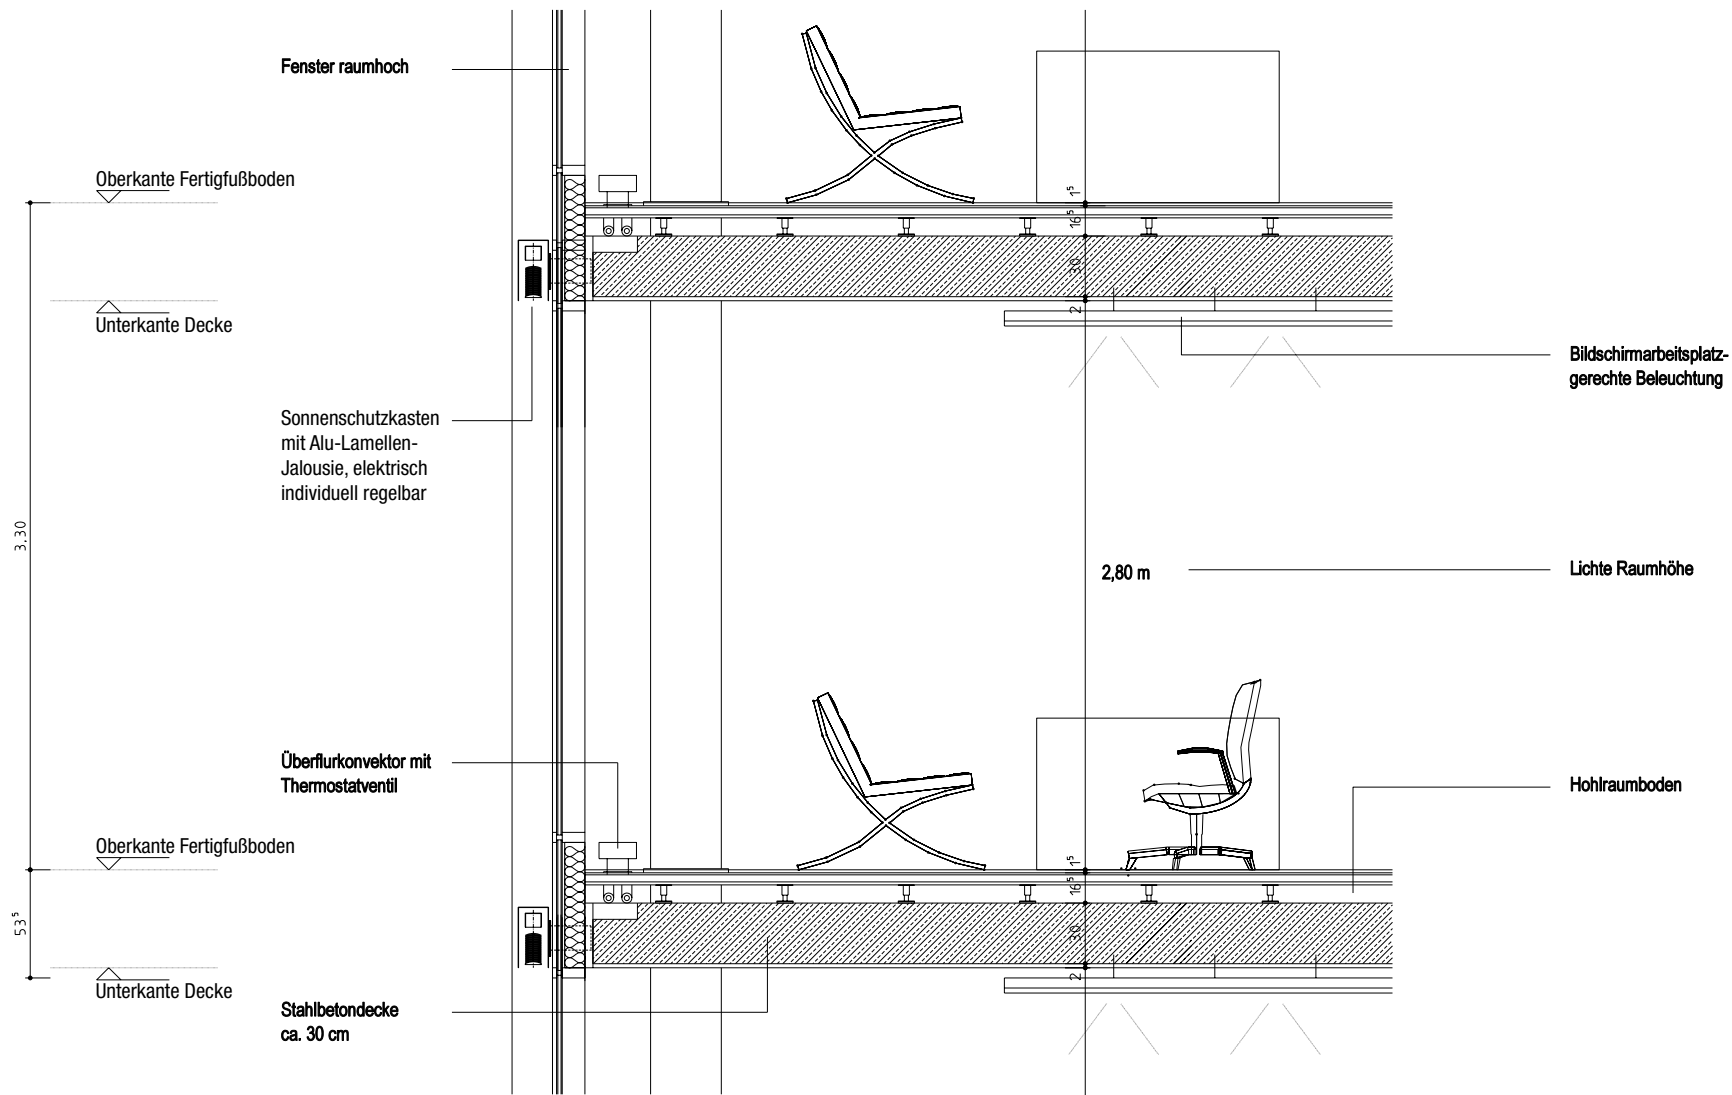 Fenster raumhoch
Oberkante Fertigfußboden
1⁵
16⁵
30
2
Unterkante Decke
Bildschirmarbeitsplatz-
gerechte Beleuchtung
Sonnenschutzkasten
mit Alu-Lamellen-
Jalousie, elektrisch
individuell regelbar
3.30
2,80 m
Lichte Raumhöhe
Überflurkonvektor mit
Thermostatventil
Hohlraumboden
Oberkante Fertigfußboden
1⁵
16⁵
53⁵
30
2
Unterkante Decke
Stahlbetondecke
ca. 30 cm